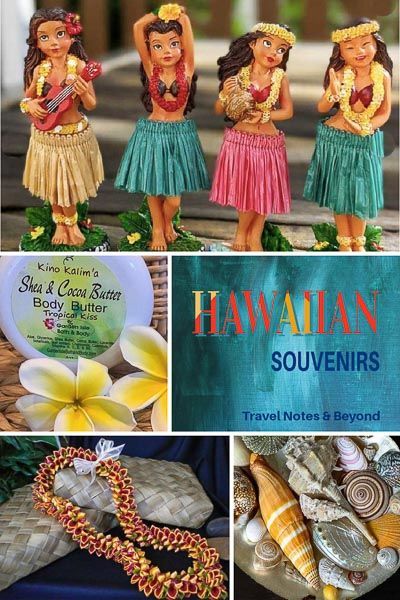 Kino Kalim'a
Shea & Cocoa Butter
Body Butter
Tropical Kiss
Garden Isle
Bath & Body
HAWAIIAN
SOUVENIRS
Travel Notes & Beyond